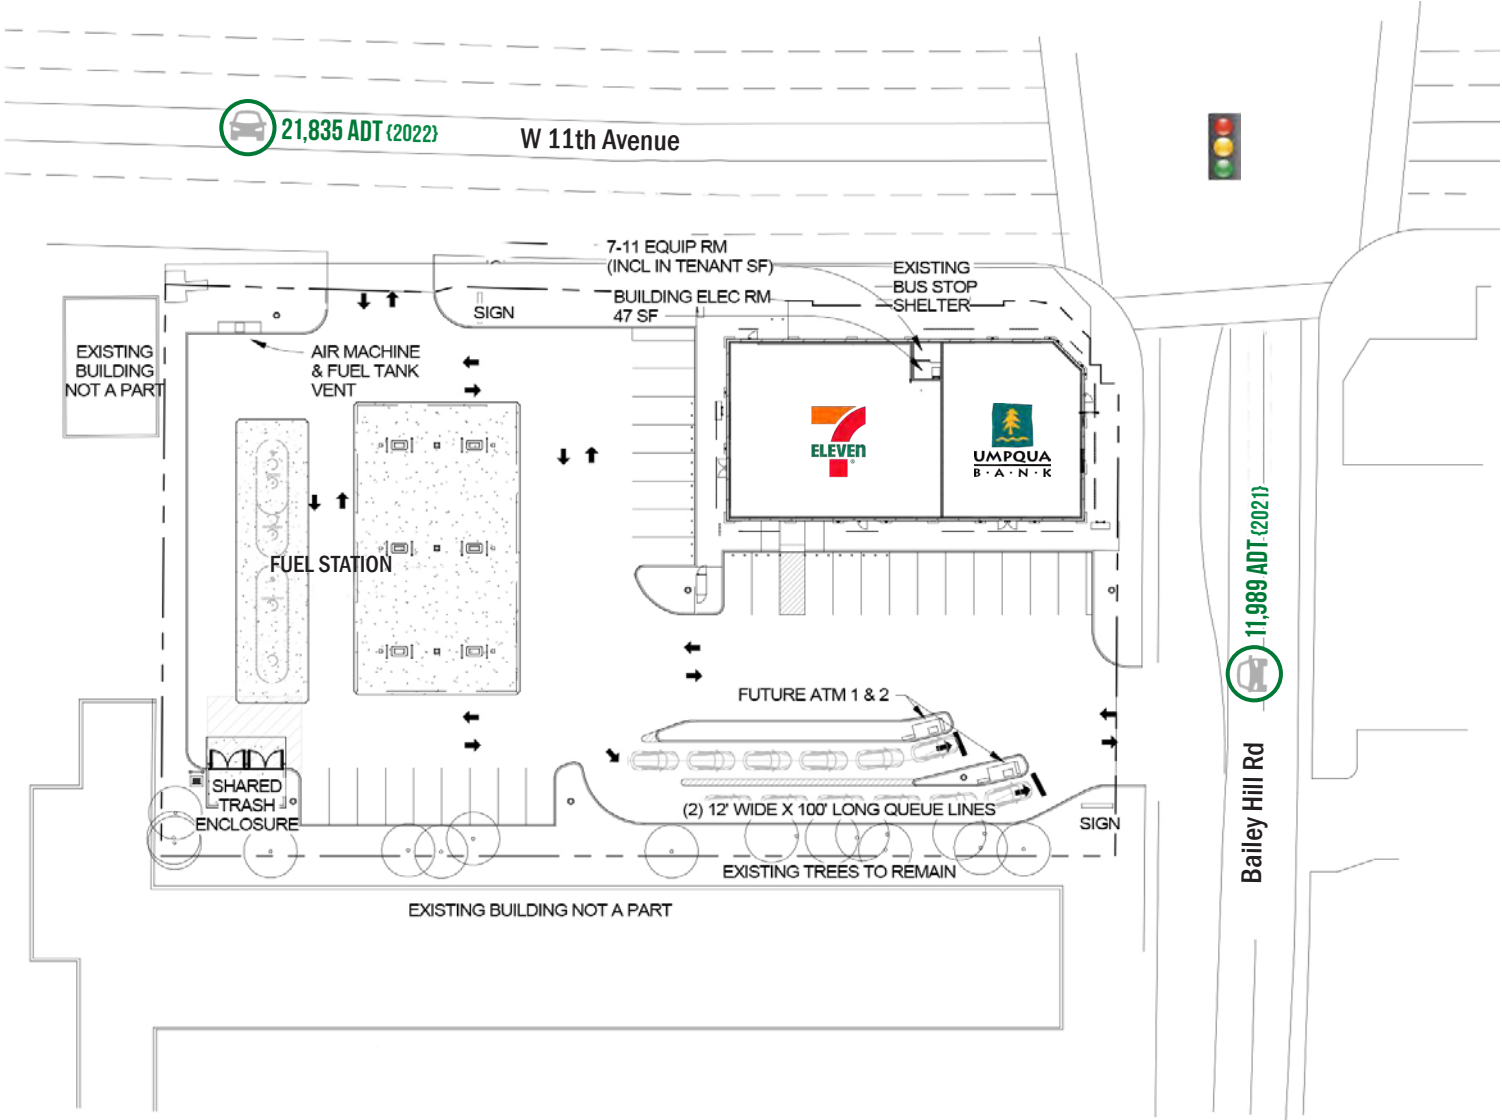 21,835 ADT {2022}
W 11th Avenue
7-11 EQUIP RM
(INCL IN TENANT SF)
BUILDING ELEC RM
47 SF
EXISTING
BUS STOP
SHELTER
SIGN
EXISTING
BUILDING
NOT A PART
AIR MACHINE
& FUEL TANK
VENT
7
ELEVEn
®
UMPQUA
B·A·N·K
FUEL STATION
11,989 ADT {2021}
FUTURE ATM 1 & 2
Bailey Hill Rd
SHARED
TRASH
ENCLOSURE
(2) 12' WIDE X 100' LONG QUEUE LINES
SIGN
EXISTING TREES TO REMAIN
EXISTING BUILDING NOT A PART